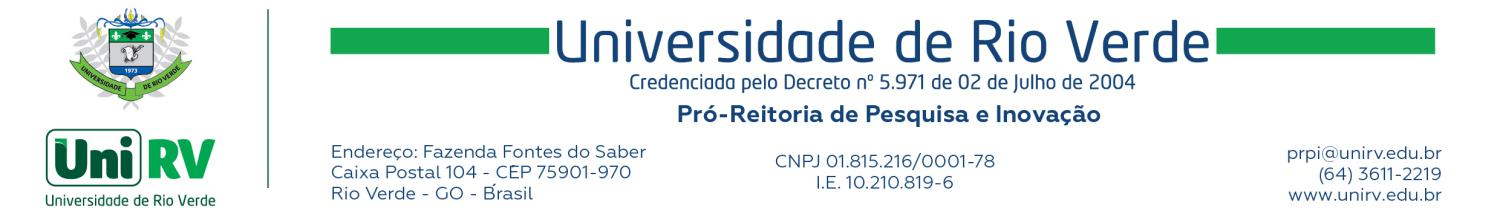 1973
UNIVERSIDADE DE RIO VERDE
Uni RV
Universidade de Rio Verde
Universidade de Rio Verde
Credenciada pelo Decreto nº 5.971 de 02 de Julho de 2004
Pró-Reitoria de Pesquisa e Inovação
Endereço: Fazenda Fontes do Saber
Caixa Postal 104 - CEP 75901-970
Rio Verde - GO - Brasil
CNPJ 01.815.216/0001-78
I.E. 10.210.819-6
prpi@unirv.edu.br
(64) 3611-2219
www.unirv.edu.br